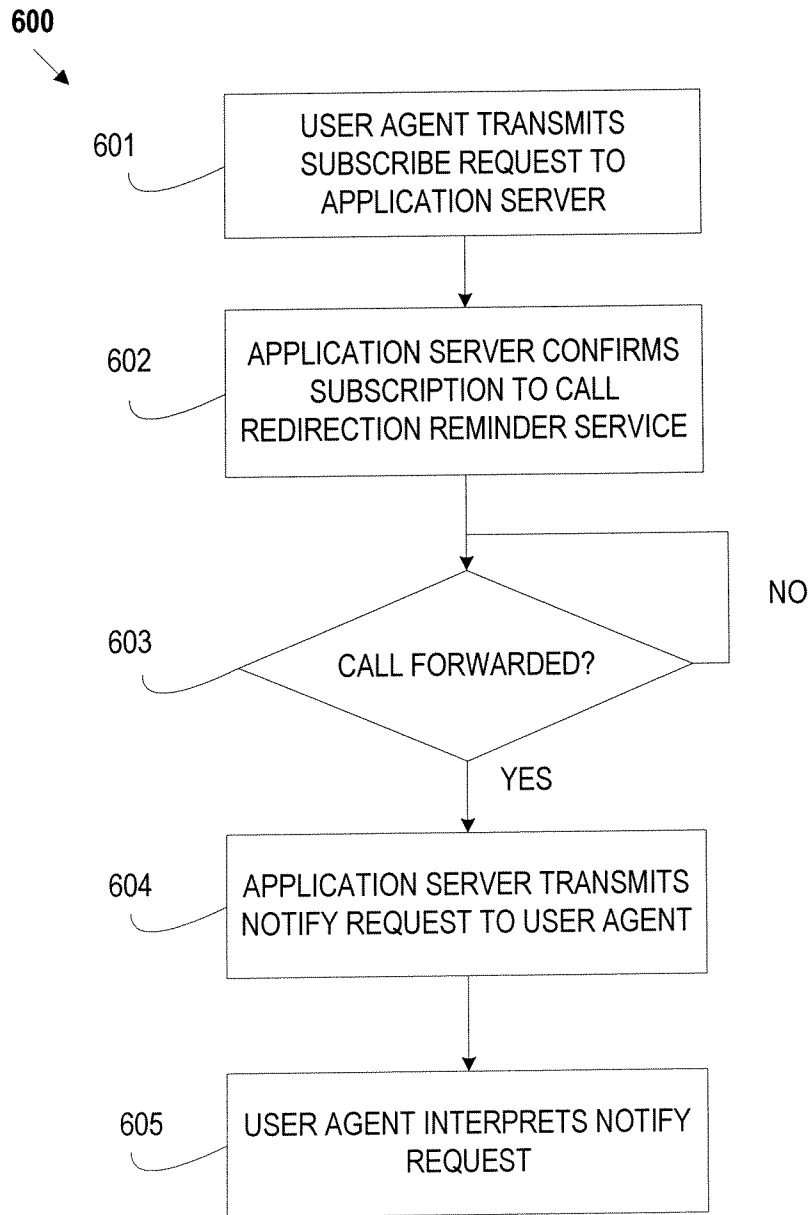 600
601
USER AGENT TRANSMITS
SUBSCRIBE REQUEST TO
APPLICATION SERVER
602
APPLICATION SERVER CONFIRMS
SUBSCRIPTION TO CALL
REDIRECTION REMINDER SERVICE
603
CALL FORWARDED?
NO
YES
604
APPLICATION SERVER TRANSMITS
NOTIFY REQUEST TO USER AGENT
605
USER AGENT INTERPRETS NOTIFY
REQUEST